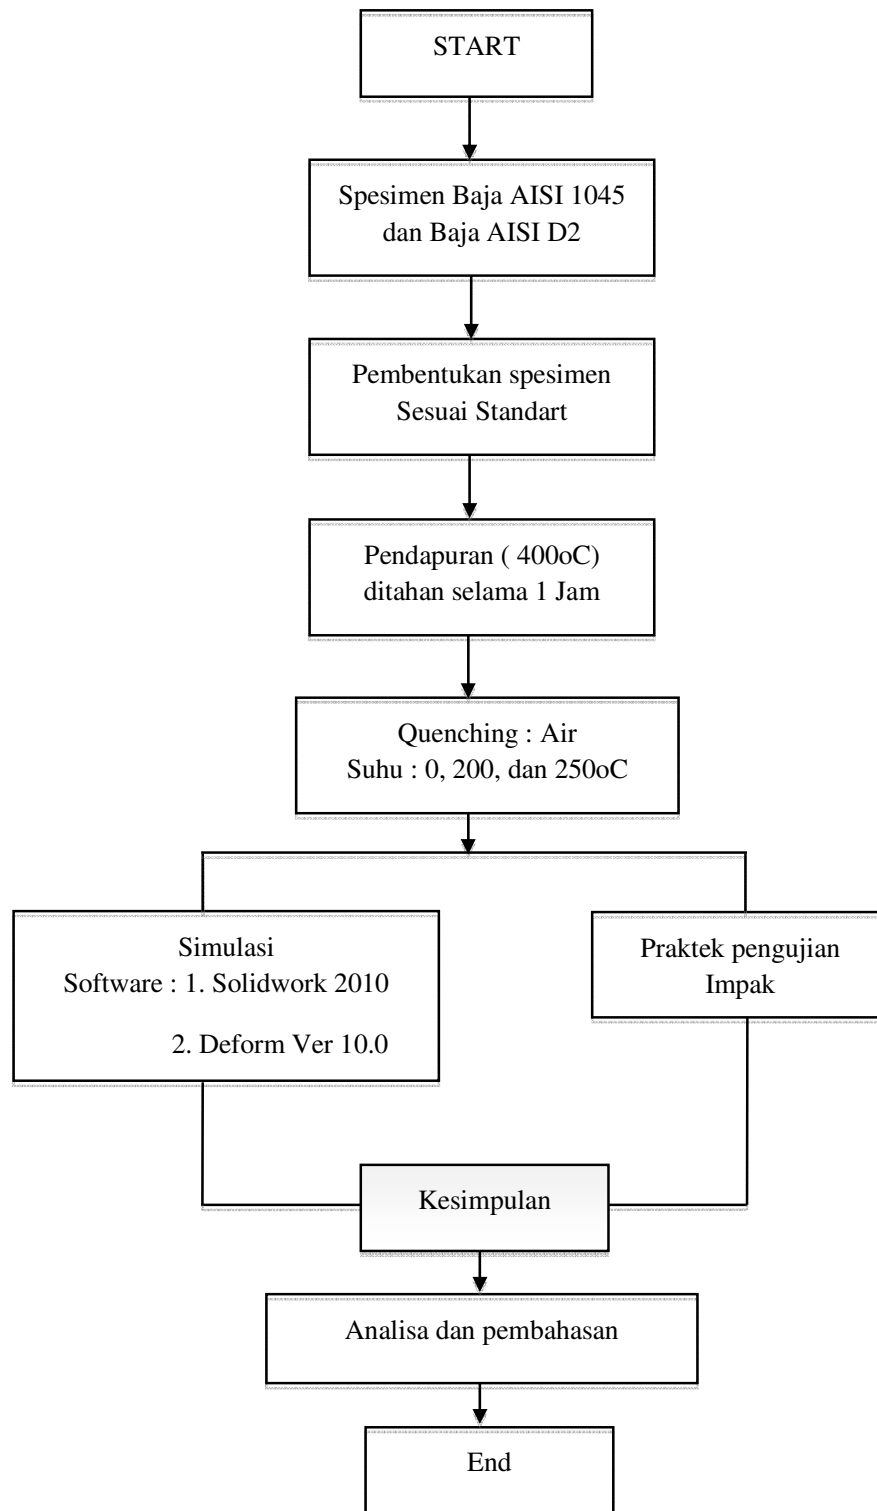 START
Spesimen Baja AISI 1045
dan Baja AISI D2
Pembentukan spesimen
Sesuai Standart
Pendapuran ( 400oC)
ditahan selama 1 Jam
Quenching : Air
Suhu : 0, 200, dan 250oC
Simulasi
Software : 1. Solidwork 2010
2. Deform Ver 10.0
Praktek pengujian
Impak
Kesimpulan
Analisa dan pembahasan
End